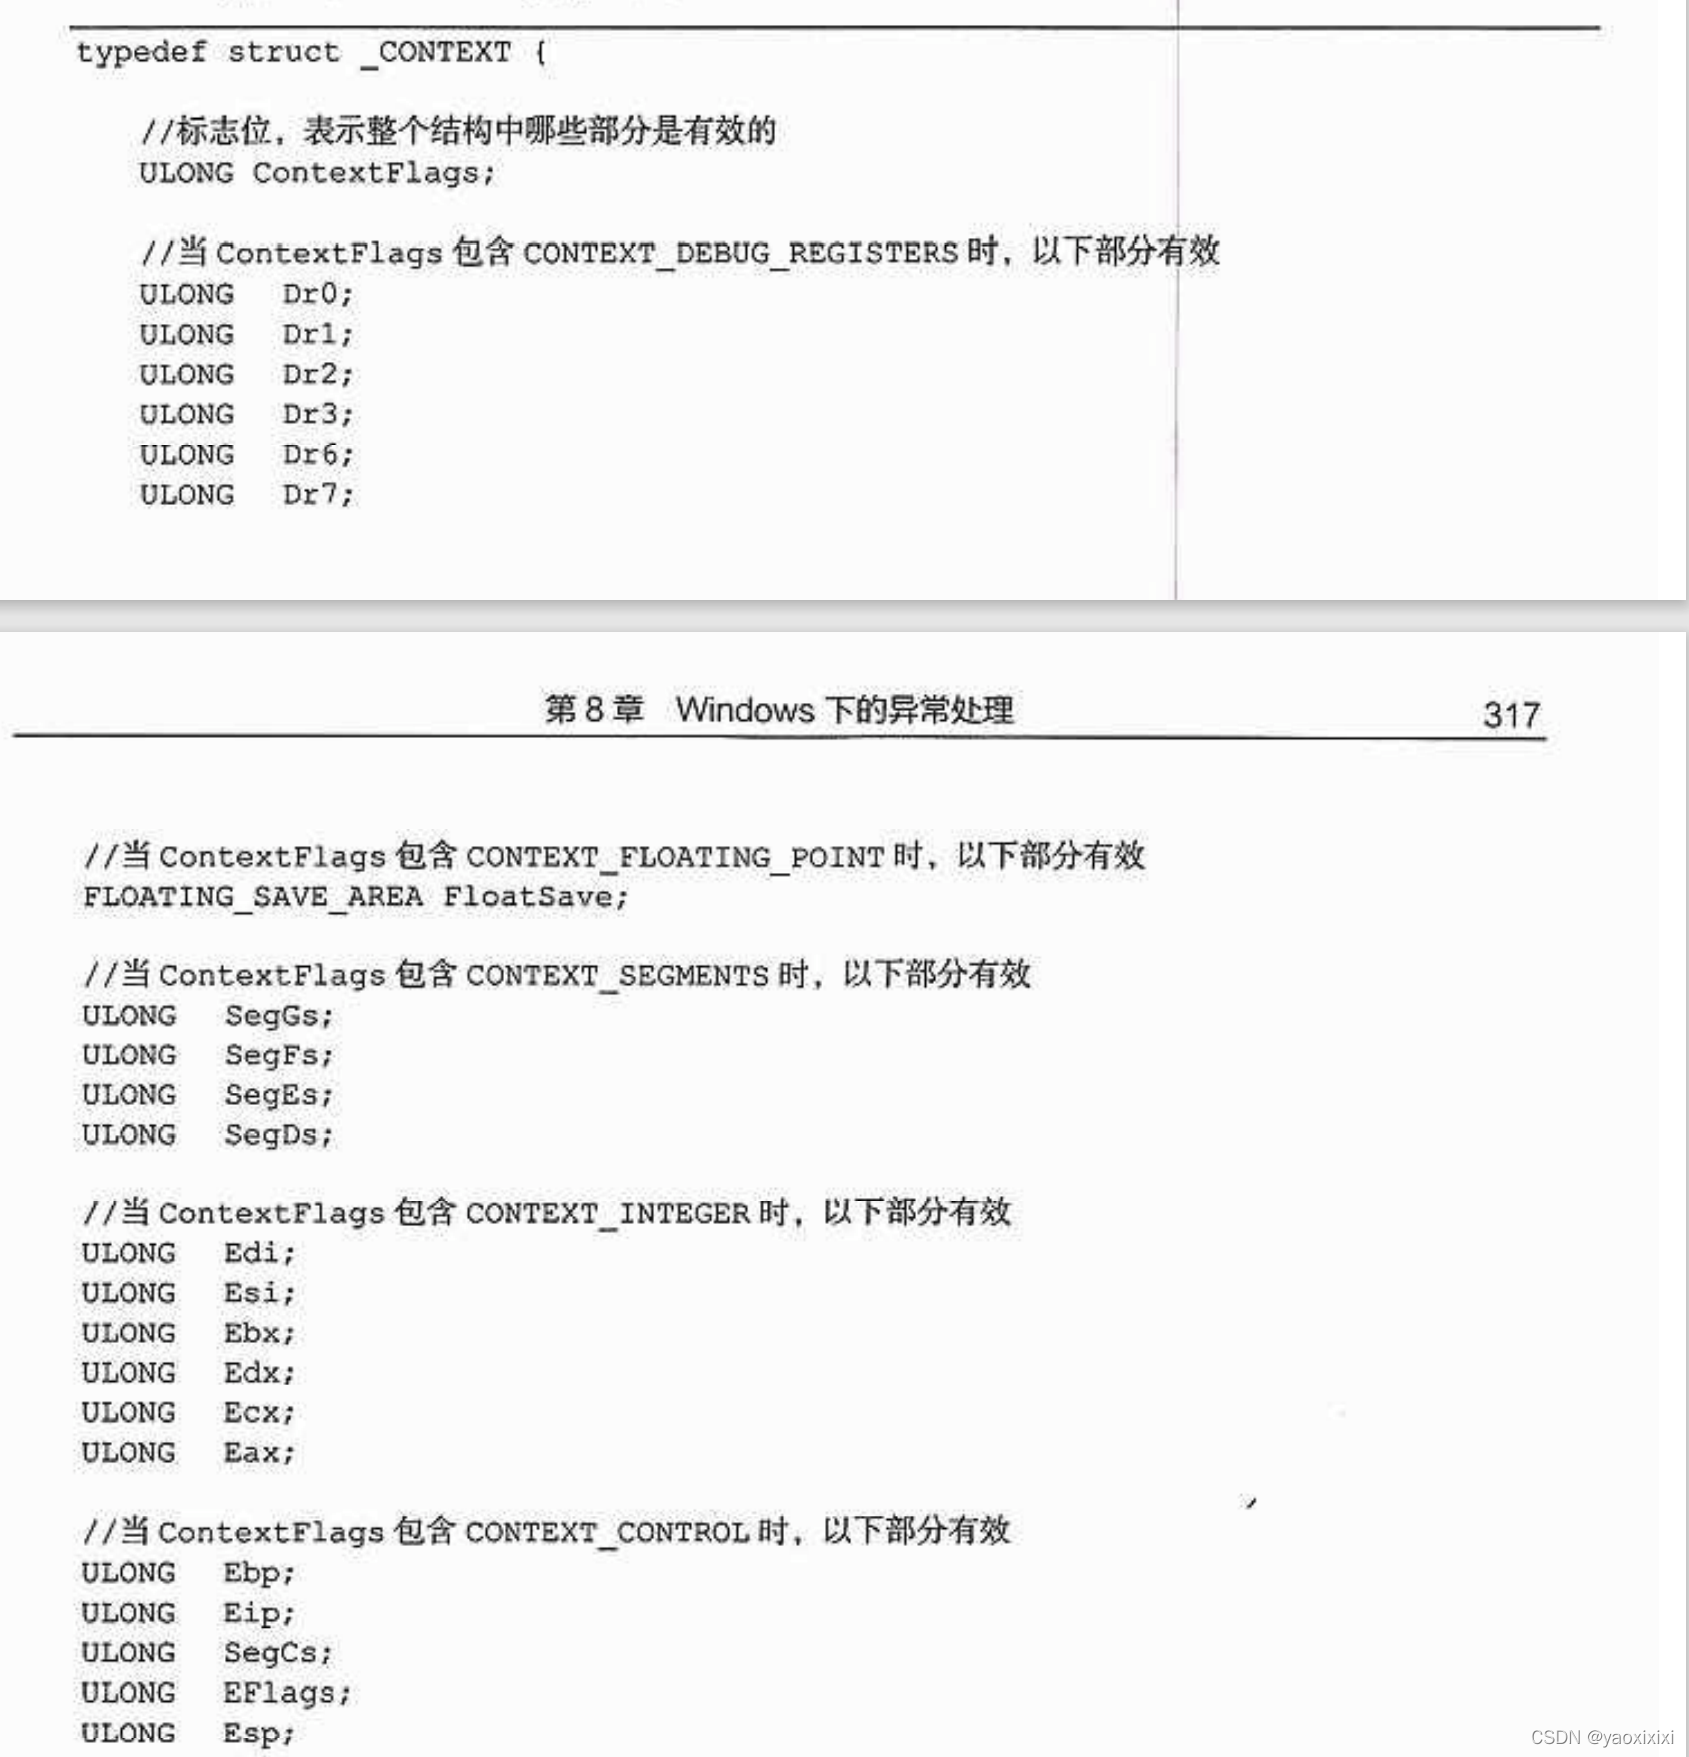 typedef struct _CONTEXT {
//标志位，表示整个结构中哪些部分是有效的
ULONG ContextFlags;
//当 ContextFlags 包含 CONTEXT_DEBUG_REGISTERS 时，以下部分有效
ULONG Dr0;
ULONG Dr1;
ULONG Dr2;
ULONG Dr3;
ULONG Dr6;
ULONG Dr7;
第 8 章 Windows 下的异常处理 317
//当 ContextFlags 包含 CONTEXT_FLOATING_POINT 时，以下部分有效
FLOATING_SAVE_AREA FloatSave;
//当 ContextFlags 包含 CONTEXT_SEGMENTS 时，以下部分有效
ULONG SegGs;
ULONG SegFs;
ULONG SegEs;
ULONG SegDs;
//当 ContextFlags 包含 CONTEXT_INTEGER 时，以下部分有效
ULONG Edi;
ULONG Esi;
ULONG Ebx;
ULONG Edx;
ULONG Ecx;
ULONG Eax;
//当 ContextFlags 包含 CONTEXT_CONTROL 时，以下部分有效
ULONG Ebp;
ULONG Eip;
ULONG SegCs;
ULONG EFlags;
ULONG Esp;
CSDN @yaoxixixi